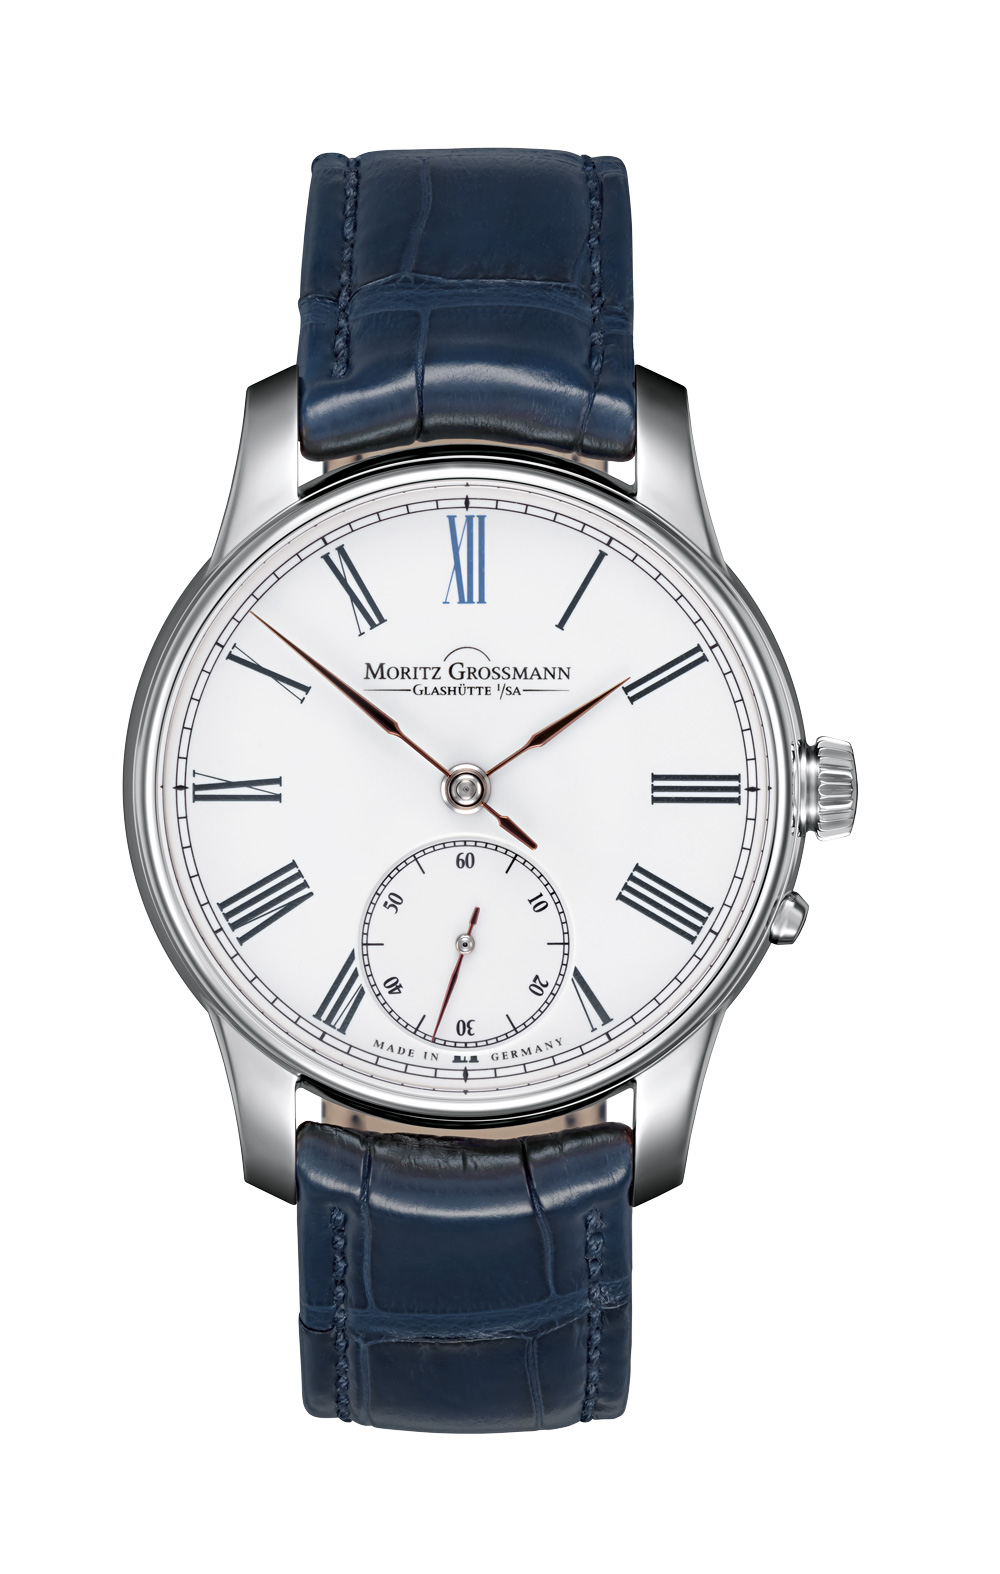 XII
I
II
III
IIII
V
VII
VIII
IX
X
XI
MORITZ GROSSMANN
GLASHÜTTE I/SA
60
10
20
30
40
50
MADE IN GERMANY